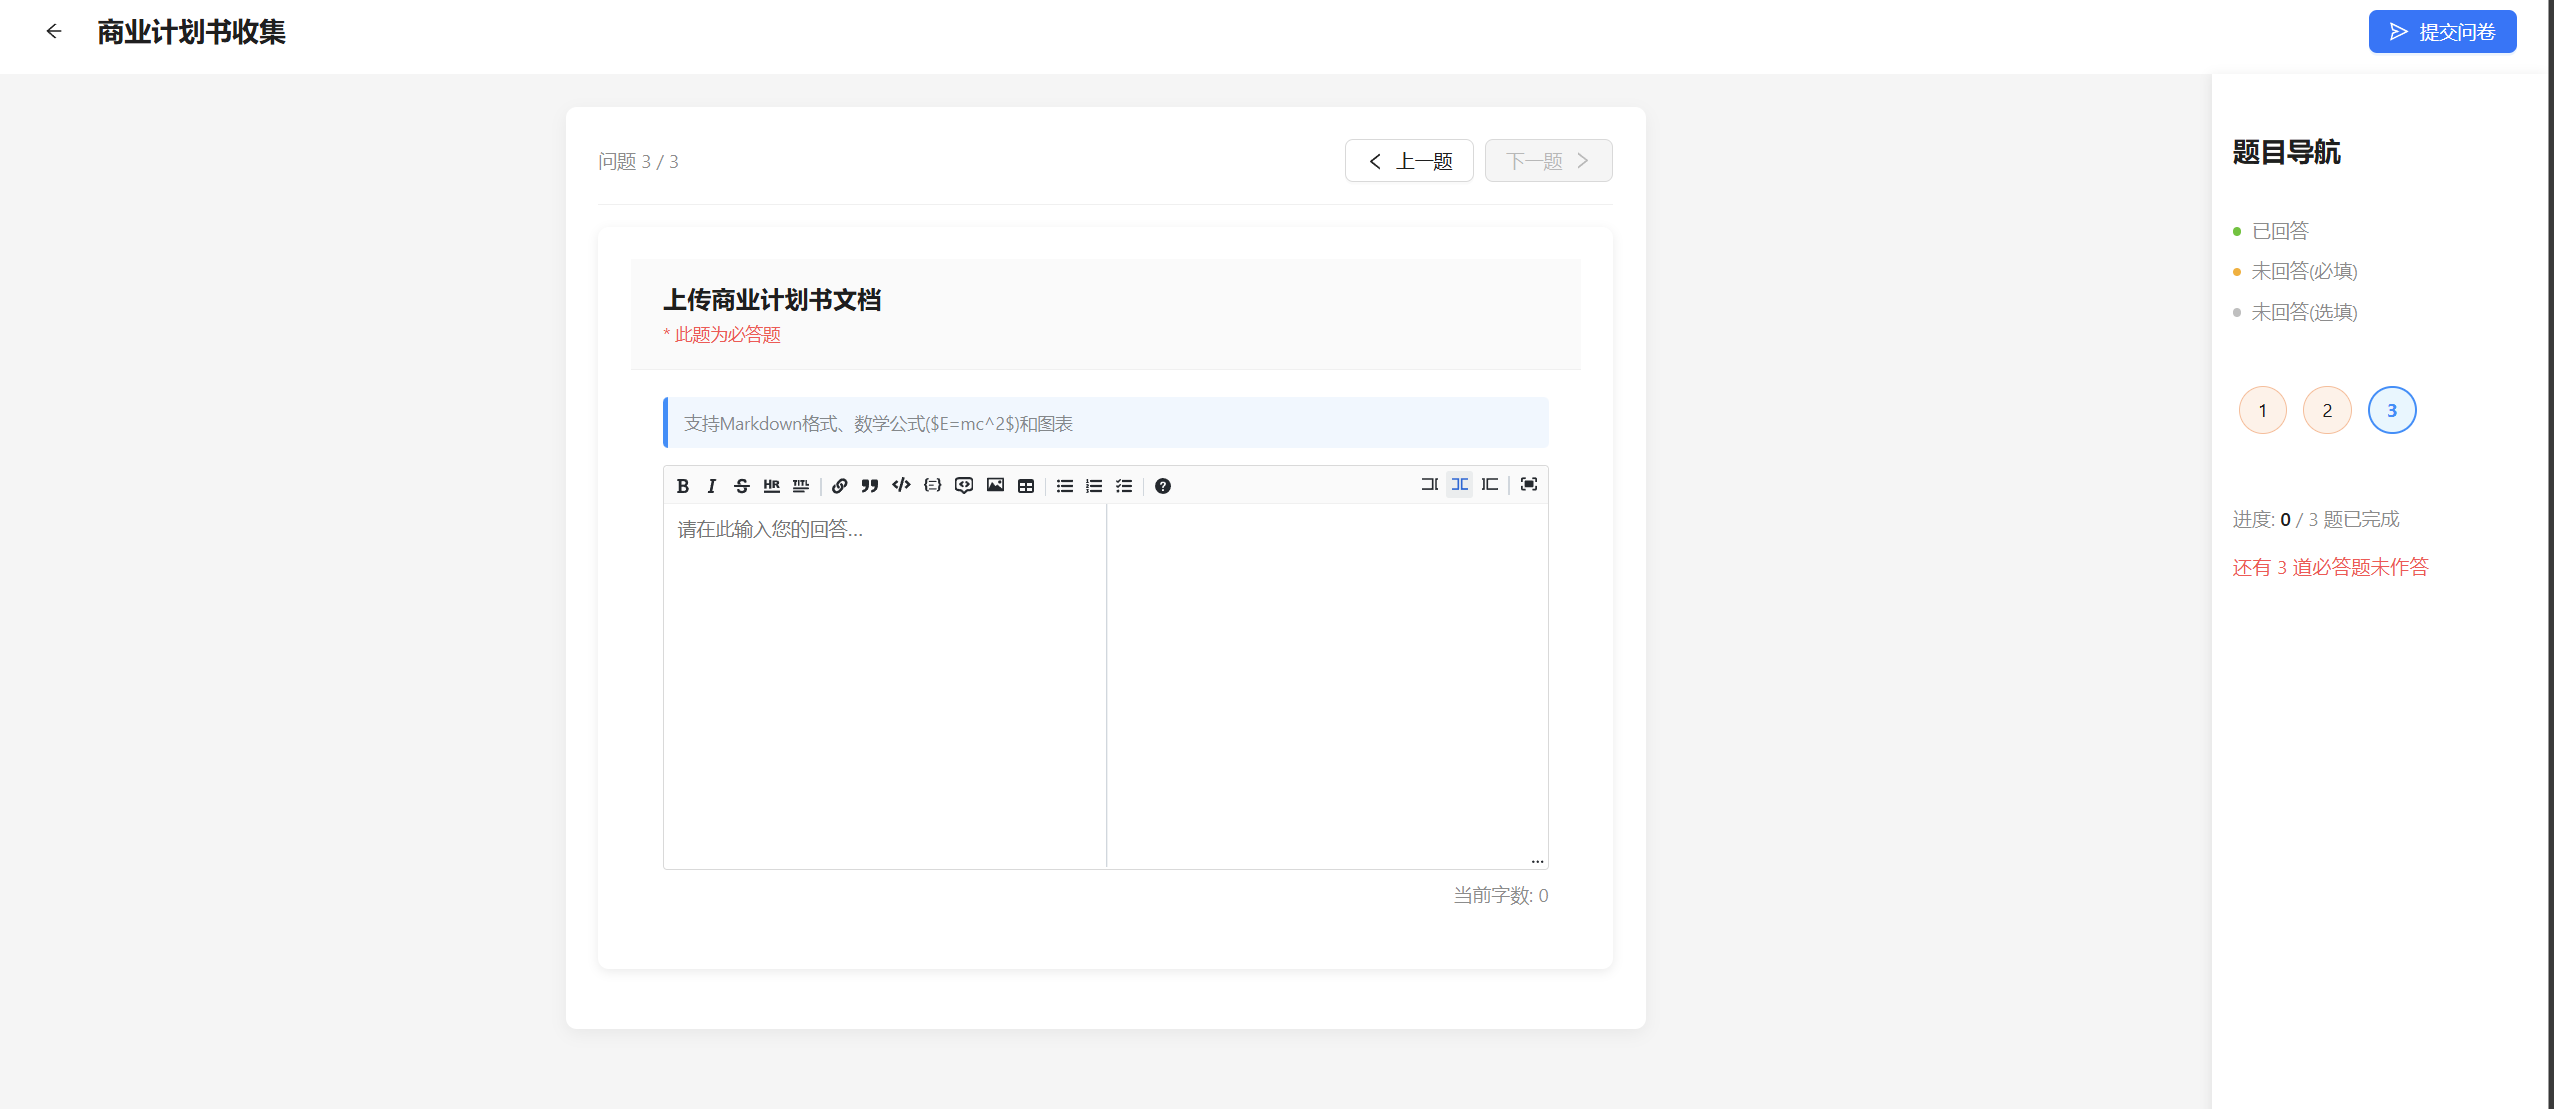 商业计划书收集
提交问卷
问题 3 / 3
上一题
下一题
上传商业计划书文档
* 此题为必答题
支持Markdown格式、数学公式($E=mc^2$)和图表
请在此输入您的回答...
当前字数: 0
题目导航
已回答
未回答(必填)
未回答(选填)
1 2 3
进度: 0 / 3 题已完成
还有 3 道必答题未作答